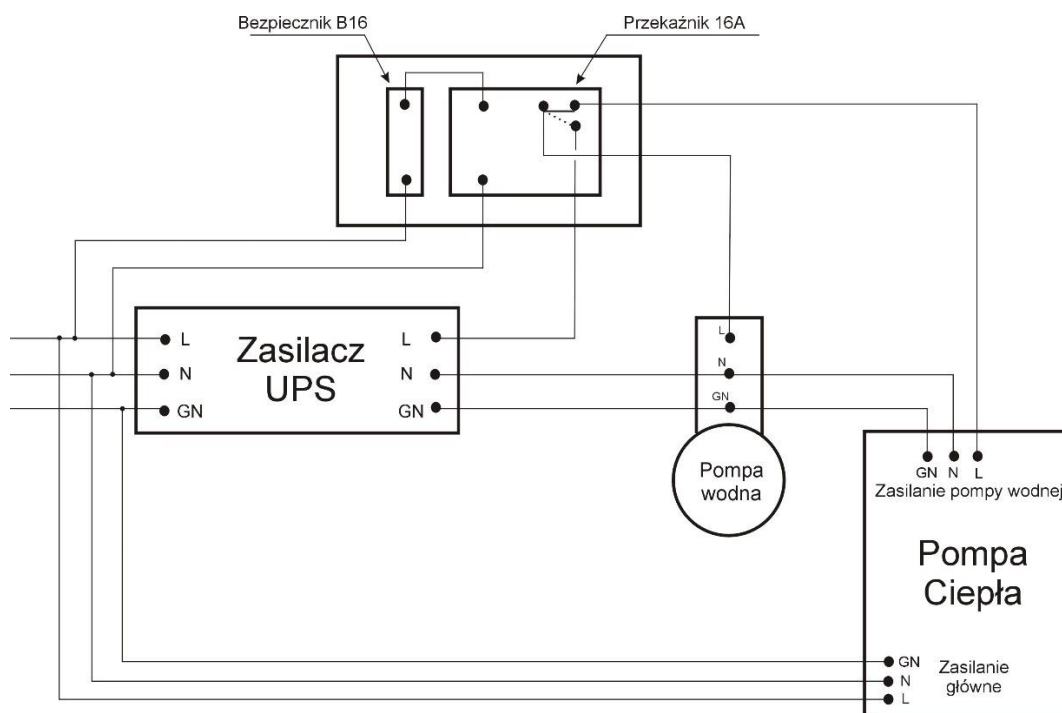 Bezpiecznik B16
Przekaźnik 16A
L
N
GN
Zasilacz
UPS
L
N
GN
L
N
GN
Pompa
wodna
GN N L
Zasilanie pompy wodnej
Pompa
Ciepła
GN
N
L
Zasilanie
główne